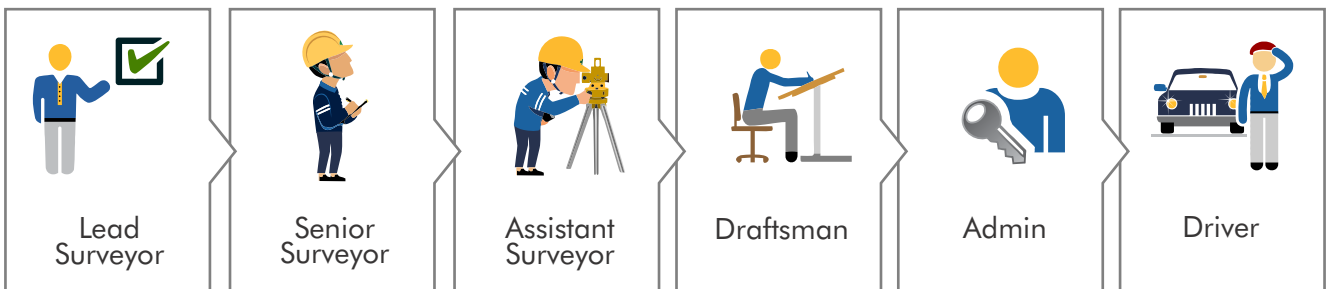 Lead
Surveyor
Senior
Surveyor
Assistant
Surveyor
Draftsman
Admin
Driver